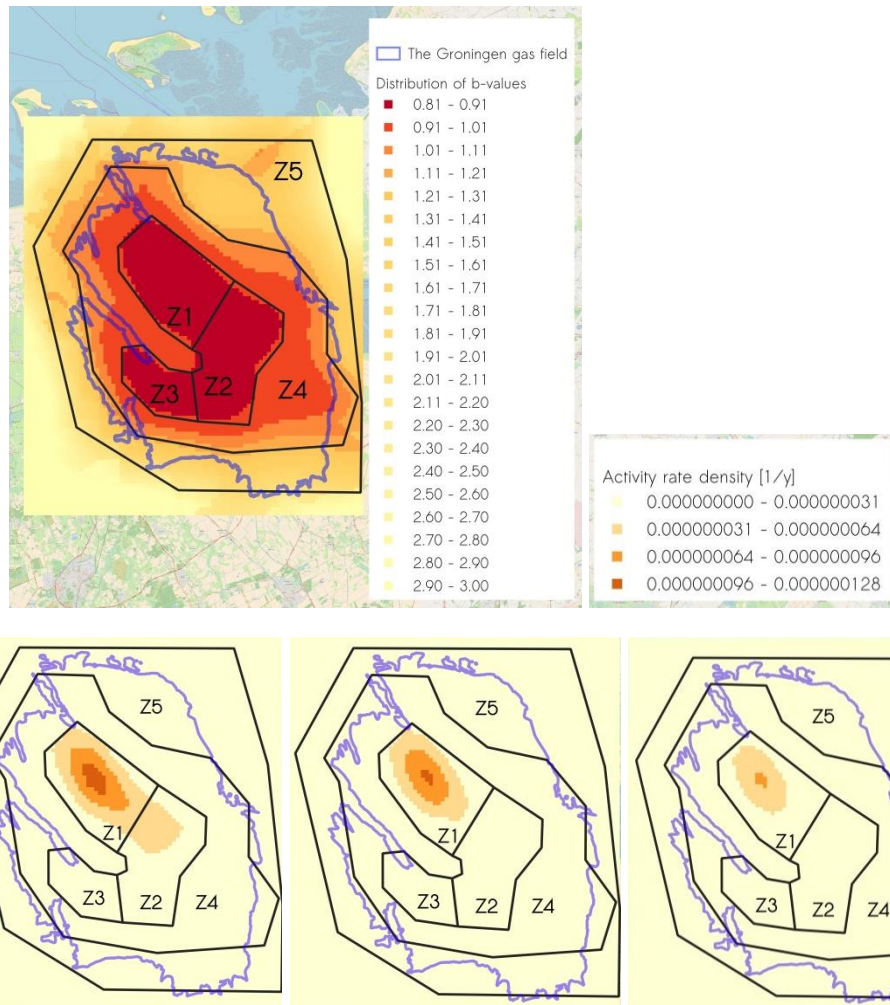 The Groningen gas field
Distribution of b-values
0.81 - 0.91
0.91 - 1.01
1.01 - 1.11
1.11 - 1.21
1.21 - 1.31
1.31 - 1.41
1.41 - 1.51
1.51 - 1.61
1.61 - 1.71
1.71 - 1.81
1.81 - 1.91
1.91 - 2.01
2.01 - 2.11
2.11 - 2.20
2.20 - 2.30
2.30 - 2.40
2.40 - 2.50
2.50 - 2.60
2.60 - 2.70
2.70 - 2.80
2.80 - 2.90
2.90 - 3.00
Z5
Z1
Z3
Z2
Z4
Activity rate density [1/y]
0.000000000 - 0.000000031
0.000000031 - 0.000000064
0.000000064 - 0.000000096
0.000000096 - 0.000000128
Z5
Z1
Z3
Z2
Z4
Z5
Z1
Z3
Z2
Z4
Z5
Z1
Z3
Z2
Z4